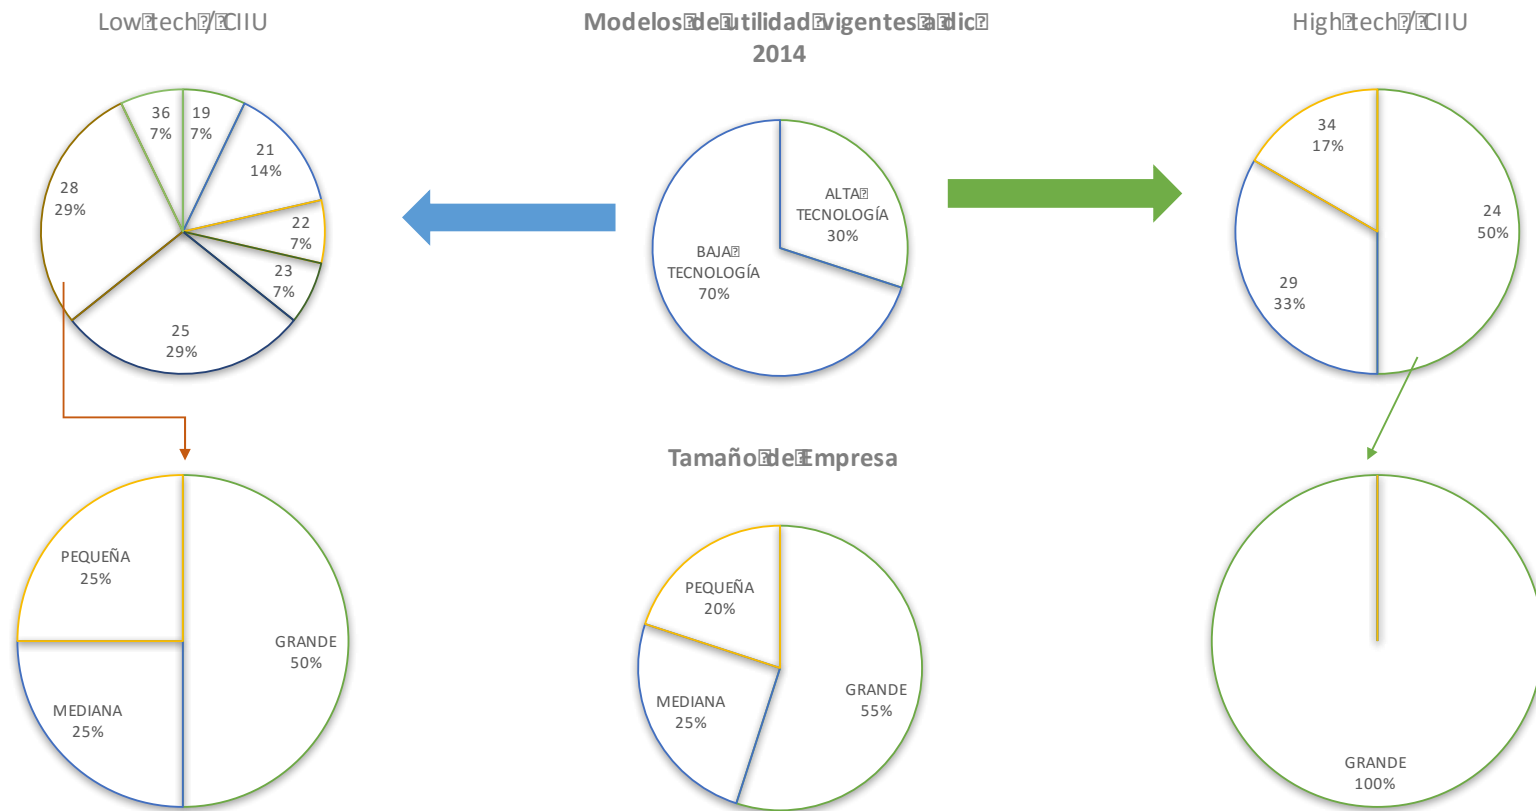 Low tech / CIIU
Modelos de utilidad vigentes a dic
2014
High tech / CIIU
36
7%
19
7%
21
14%
22
7%
23
7%
25
29%
28
29%
ALTA
TECNOLOGÍA
30%
BAJA
TECNOLOGÍA
70%
34
17%
24
50%
29
33%
Tamaño de Empresa
PEQUEÑA
25%
GRANDE
50%
MEDIANA
25%
PEQUEÑA
20%
GRANDE
55%
MEDIANA
25%
GRANDE
100%